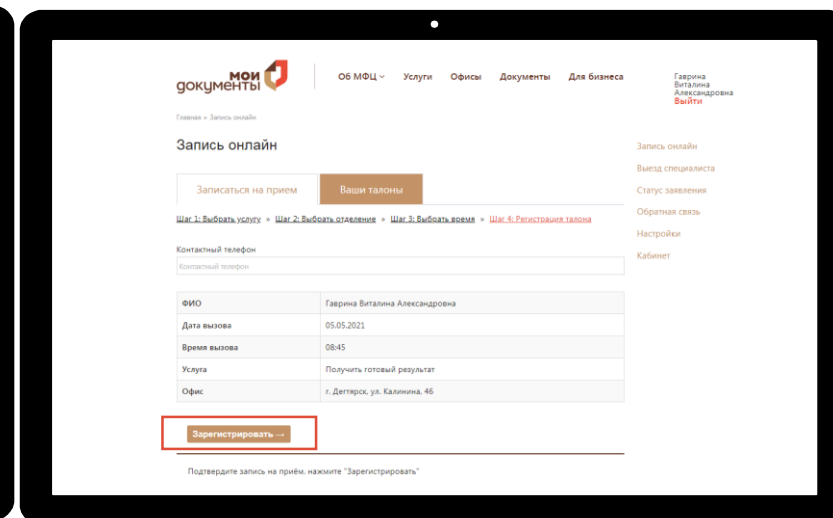 мои
документы
Об МФЦ Услуги Офисы Документы Для бизнеса
Гаврина
Виталина
Александровна
Выйти
Главная » Запись онлайн
Запись онлайн
Записаться на прием Ваши талоны
Шаг 1: Выбрать услугу » Шаг 2: Выбрать отделение » Шаг 3: Выбрать время » Шаг 4: Регистрация талона
Контактный телефон
Контактный телефон
ФИО Гаврина Виталина Александровна
Дата вызова 05.05.2021
Время вызова 08:45
Услуга Получить готовый результат
Офис г. Дегтярск, ул. Калинина, 46
Зарегистрировать →
Подтвердите запись на приём, нажмите "Зарегистрировать"
Запись онлайн
Выезд специалиста
Статус заявления
Обратная связь
Настройки
Кабинет